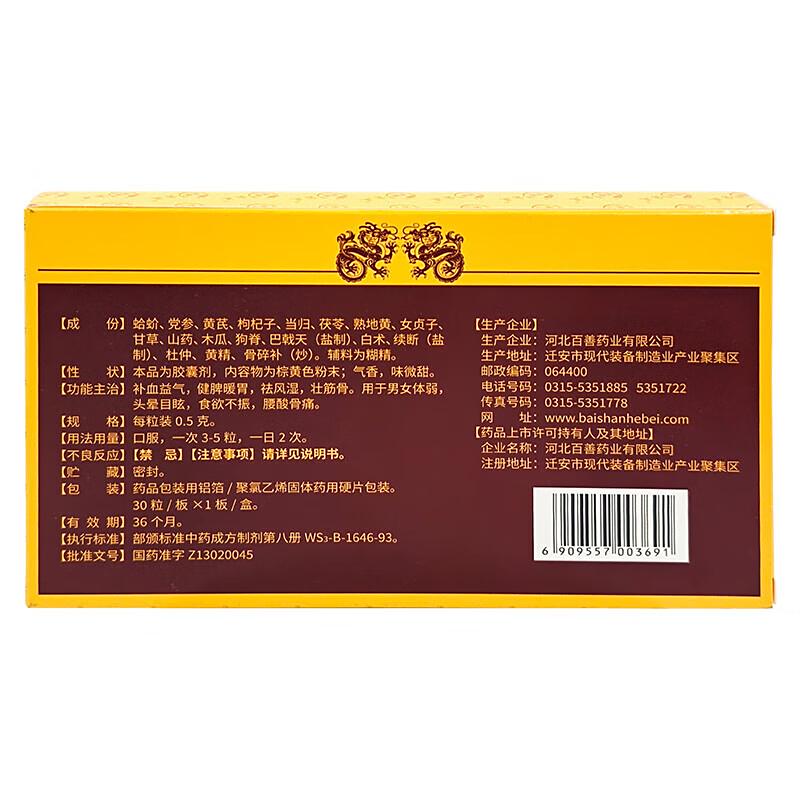 【成 份】 蛤蚧、党参、黄芪、枸杞子、当归、茯苓、熟地黄、女贞子、
甘草、山药、木瓜、狗脊、巴戟天（盐制）、白术、续断（盐
制）、杜仲、黄精、骨碎补（炒）。辅料为糊精。
【性 状】 本品为胶囊剂，内容物为棕黄色粉末；气香，味微甜。
【功能主治】 补血益气，健脾暖胃，祛风湿，壮筋骨。用于男女体弱，
头晕目眩，食欲不振，腰酸骨痛。
【规 格】 每粒装 0.5 克。
【用法用量】 口服，一次 3-5 粒，一日 2 次。
【不良反应】【禁 忌】【注意事项】请详见说明书。
【贮 藏】 密封。
【包 装】 药品包装用铝箔 / 聚氯乙烯固体药用硬片包装。
30 粒 / 板 ×1 板 / 盒。
【有 效 期】 36 个月。
【执行标准】 部颁标准中药成方制剂第八册 WS₃-B-1646-93。
【批准文号】 国药准字 Z13020045
【生产企业】
生产企业：河北百善药业有限公司
生产地址：迁安市现代装备制造业产业聚集区
邮政编码：064400
电话号码：0315-5351885 5351722
传真号码：0315-5351778
网 址：www.baishanhebei.com
【药品上市许可持有人及其地址】
企业名称：河北百善药业有限公司
注册地址：迁安市现代装备制造业产业聚集区
6 909557 003691